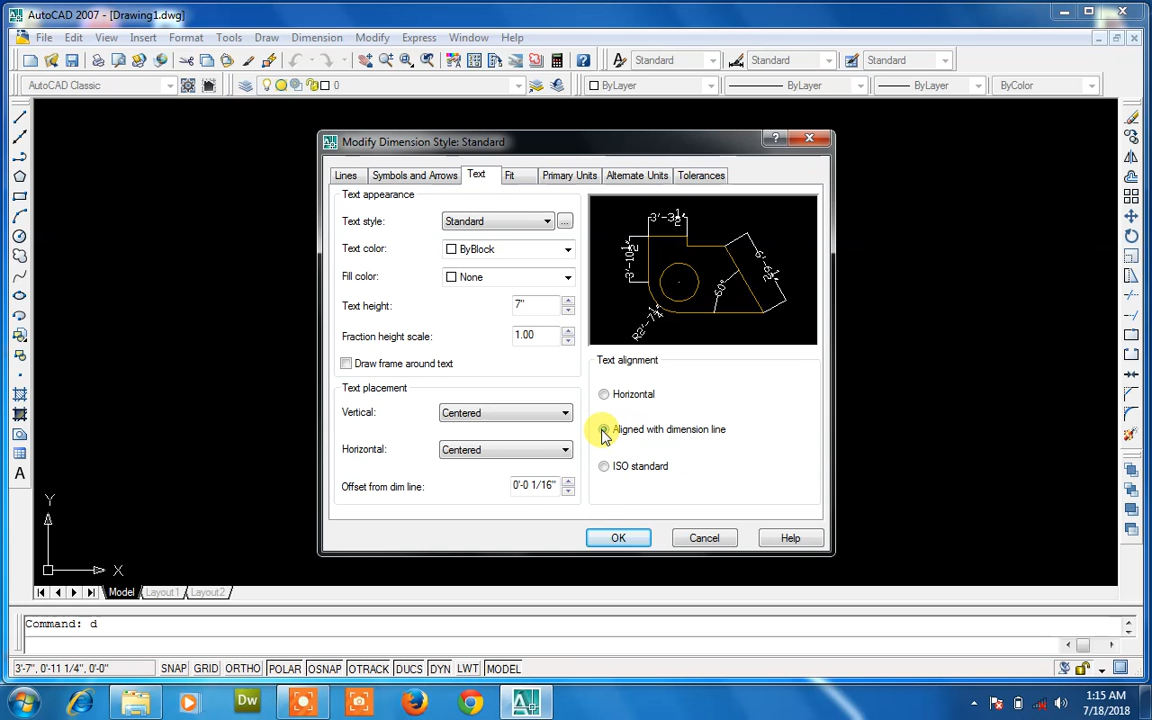 AutoCAD 2007 - [Drawing1.dwg]
File Edit View Insert Format Tools Draw Dimension Modify Express Window Help
Standard Standard Standard
AutoCAD Classic 0 ByLayer ByLayer ByLayer ByColor
Modify Dimension Style: Standard
Lines Symbols and Arrows Text Fit Primary Units Alternate Units Tolerances
Text appearance
Text style: Standard ...
Text color: ByBlock
Fill color: None
Text height: 7"
Fraction height scale: 1.00
Draw frame around text
Text placement
Vertical: Centered
Horizontal: Centered
Offset from dim line: 0'-0 1/16"
60°
Text alignment
Horizontal
Aligned with dimension line
ISO standard
OK Cancel Help
Y
X
Model Layout1 Layout2
Command: d
3'-7", 0'-11 1/4", 0'-0" SNAP GRID ORTHO POLAR OSNAP OTRACK DUCS DYN LWT MODEL
Dw
1:15 AM
7/18/2018